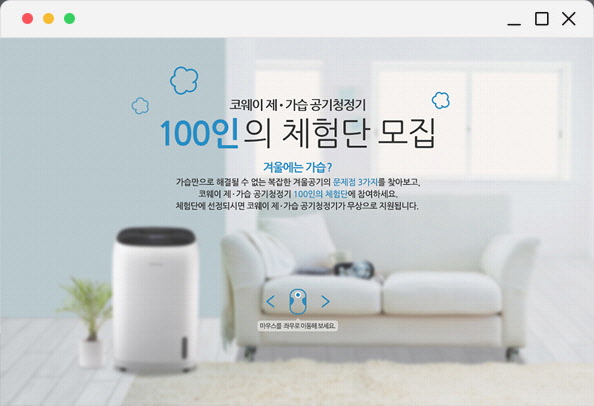 코웨이 제·가습 공기청정기
100인의 체험단 모집
겨울에는 가습?
가습만으로 해결될 수 없는 복잡한 겨울공기의 문제점 3가지를 찾아보고,
코웨이 제·가습 공기청정기 100인의 체험단에 참여하세요.
체험단에 선정되시면 코웨이 제·가습 공기청정기가 무상으로 지원됩니다.
마우스를 좌우로 이동해 보세요.